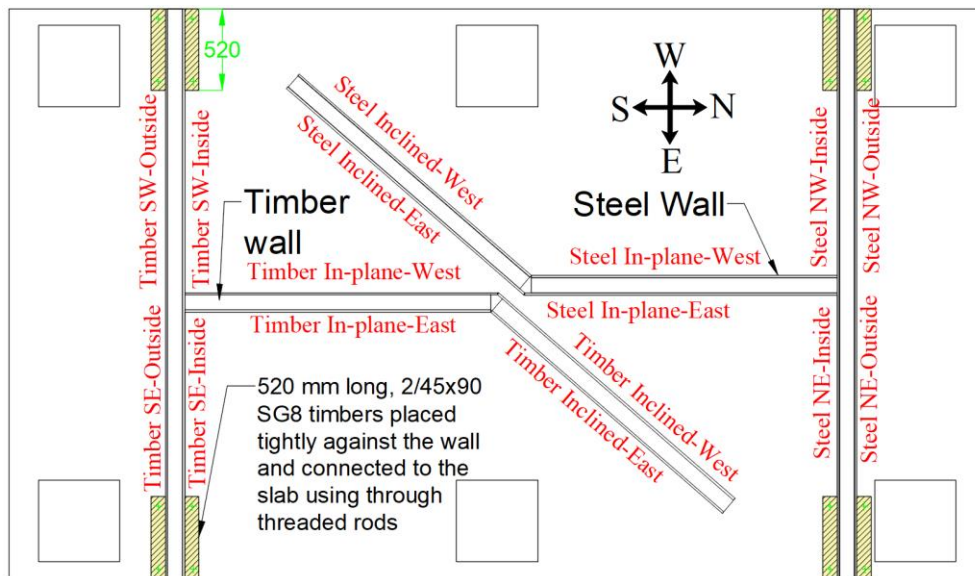 520
W
S N
E
Timber SW-Outside
Timber SW-Inside
Steel Inclined-West
Steel Inclined-East
Steel NW-Inside
Steel NW-Outside
Timber
wall
Steel Wall
Timber In-plane-West
Steel In-plane-West
Timber In-plane-East
Steel In-plane-East
Timber SE-Outside
Timber SE-Inside
Timber Inclined-West
Timber Inclined-East
Steel NE-Inside
Steel NE-Outside
520 mm long, 2/45x90
SG8 timbers placed
tightly against the wall
and connected to the
slab using through
threaded rods